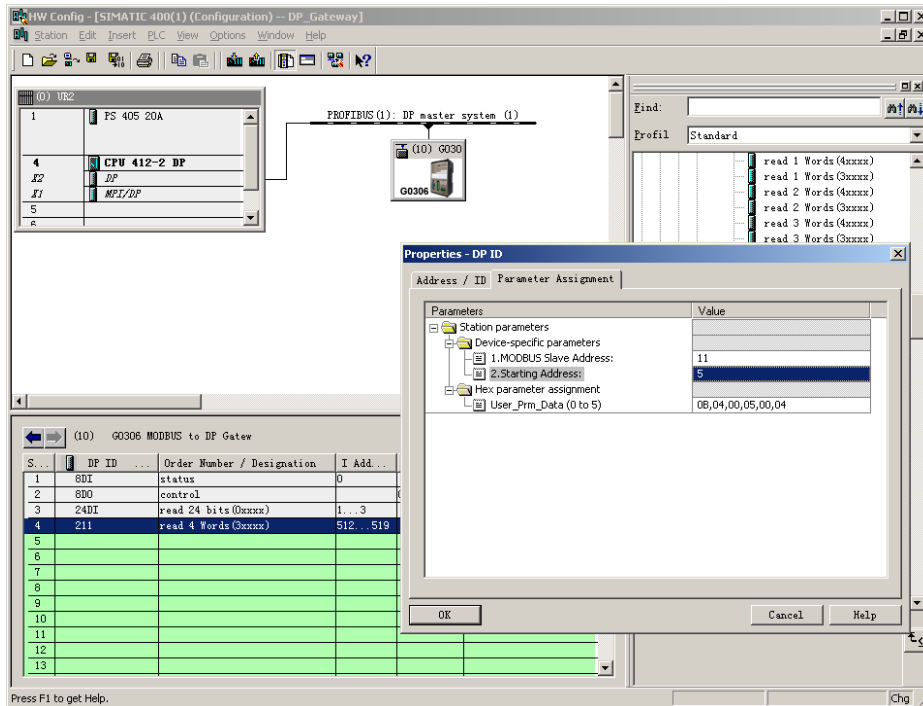 HW Config - [SIMATIC 400(1) (Configuration) -- DP_Gateway]
Station Edit Insert PLC View Options Window Help
(0) UR2
1 PS 405 20A
4 CPU 412-2 DP
X2 DP
X1 MPI/DP
5
6
PROFIBUS(1): DP master system (1)
(10) G030
G0306
Find:
Profil Standard
read 1 Words(4xxxx)
read 1 Words(3xxxx)
read 2 Words(4xxxx)
read 2 Words(3xxxx)
read 3 Words(4xxxx)
read 3 Words(3xxxx)
Properties - DP ID
Address / ID Parameter Assignment
Parameters Value
Station parameters
Device-specific parameters
1.MODBUS Slave Address: 11
2.Starting Address: 5
Hex parameter assignment
User_Prm_Data (0 to 5) 0B,04,00,05,00,04
OK Cancel Help
(10) G0306 MODBUS to DP Gatew
S... DP ID ... Order Number / Designation I Add...
1 8DI status 0
2 8DO control
3 24DI read 24 bits(0xxxx) 1...3
4 211 read 4 Words(3xxxx) 512...519
5
6
7
8
9
10
11
12
13
Press F1 to get Help. Chg